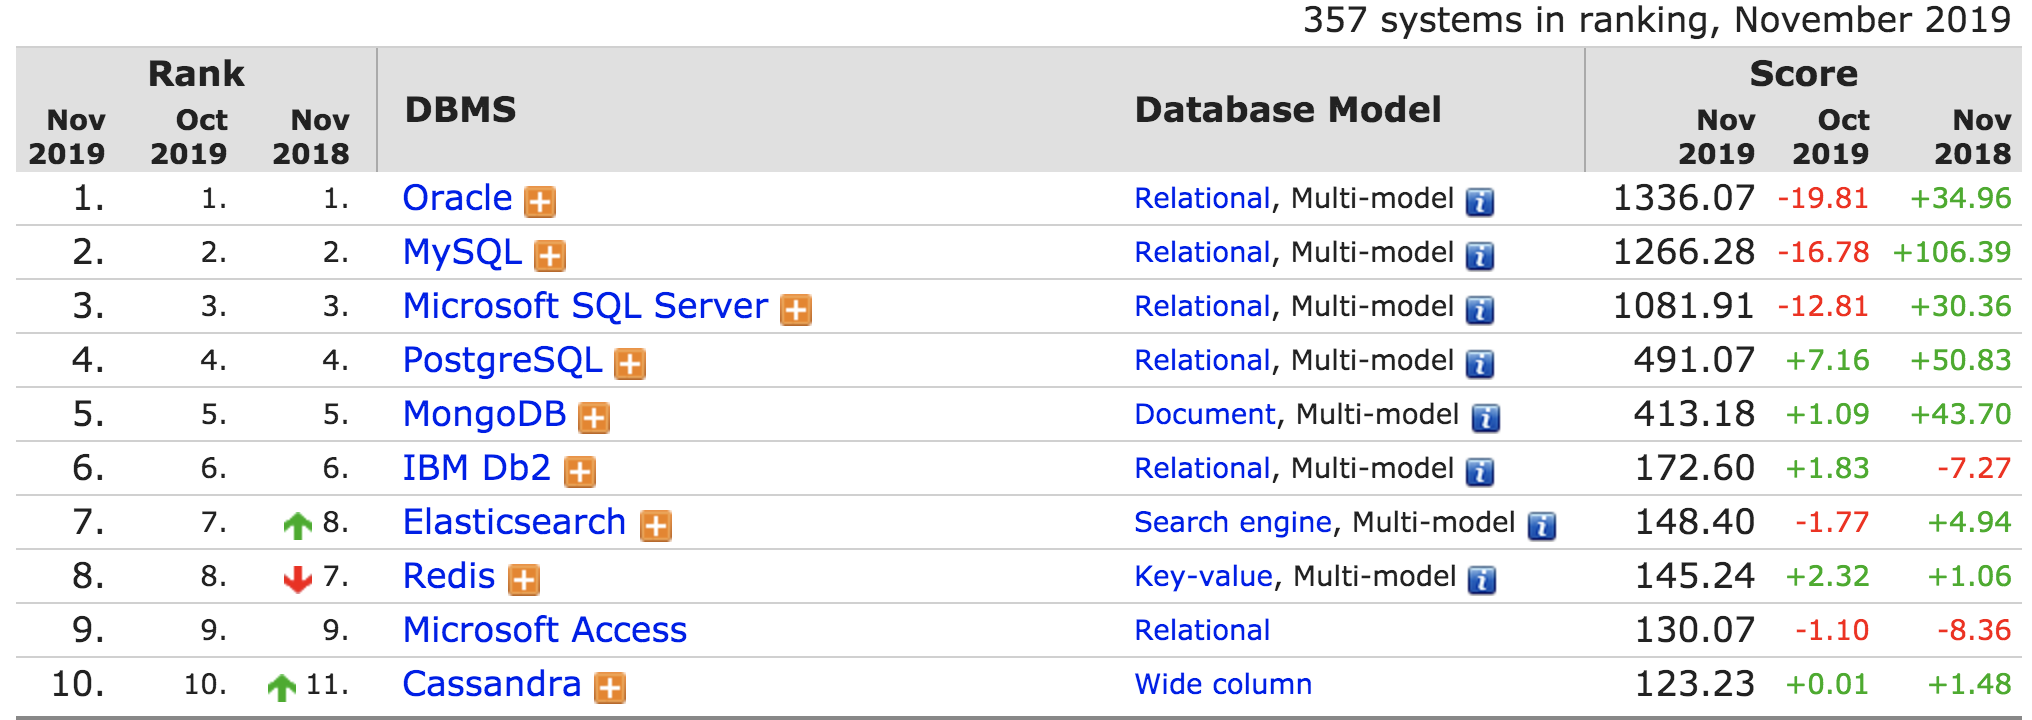 357 systems in ranking, November 2019
Rank DBMS Database Model Score
Nov 2019 Oct 2019 Nov 2018 Nov 2019 Oct 2019 Nov 2018
1. 1. 1. Oracle Relational, Multi-model 1336.07 -19.81 +34.96
2. 2. 2. MySQL Relational, Multi-model 1266.28 -16.78 +106.39
3. 3. 3. Microsoft SQL Server Relational, Multi-model 1081.91 -12.81 +30.36
4. 4. 4. PostgreSQL Relational, Multi-model 491.07 +7.16 +50.83
5. 5. 5. MongoDB Document, Multi-model 413.18 +1.09 +43.70
6. 6. 6. IBM Db2 Relational, Multi-model 172.60 +1.83 -7.27
7. 7. 8. Elasticsearch Search engine, Multi-model 148.40 -1.77 +4.94
8. 8. 7. Redis Key-value, Multi-model 145.24 +2.32 +1.06
9. 9. 9. Microsoft Access Relational 130.07 -1.10 -8.36
10. 10. 11. Cassandra Wide column 123.23 +0.01 +1.48